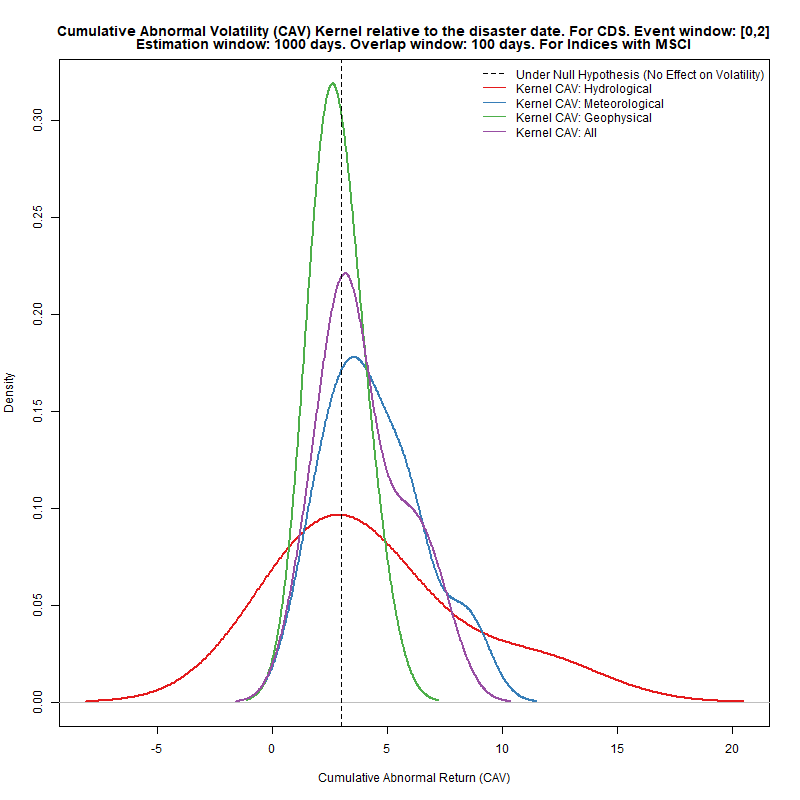 Cumulative Abnormal Volatility (CAV) Kernel relative to the disaster date. For CDS. Event window: [0,2]
Estimation window: 1000 days. Overlap window: 100 days. For Indices with MSCI
Under Null Hypothesis (No Effect on Volatility)
Kernel CAV: Hydrological
Kernel CAV: Meteorological
Kernel CAV: Geophysical
Kernel CAV: All
Density
0.30
0.25
0.20
0.15
0.10
0.05
0.00
-5 0 5 10 15 20
Cumulative Abnormal Return (CAV)